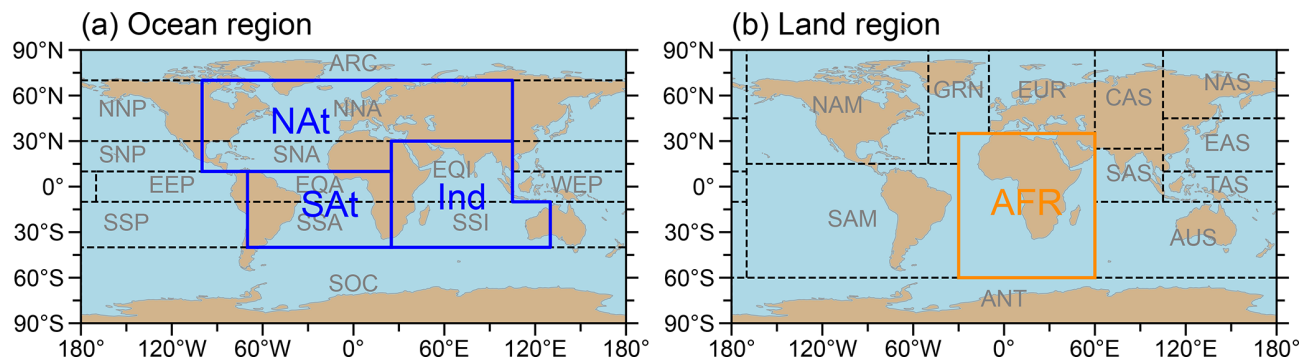 (a) Ocean region
90°N
60°N
30°N
0°
30°S
60°S
90°S
180°
120°W
60°W
0°
60°E
120°E
180°
ARC
NNP
NNA
NAt
SNP
SNA
EQI
EEP
EQA
WEP
SAt
Ind
SSP
SSA
SSI
SOC
(b) Land region
90°N
60°N
30°N
0°
30°S
60°S
90°S
180°
120°W
60°W
0°
60°E
120°E
180°
NAM
GRN
EUR
CAS
NAS
EAS
SAS
TAS
AFR
SAM
AUS
ANT